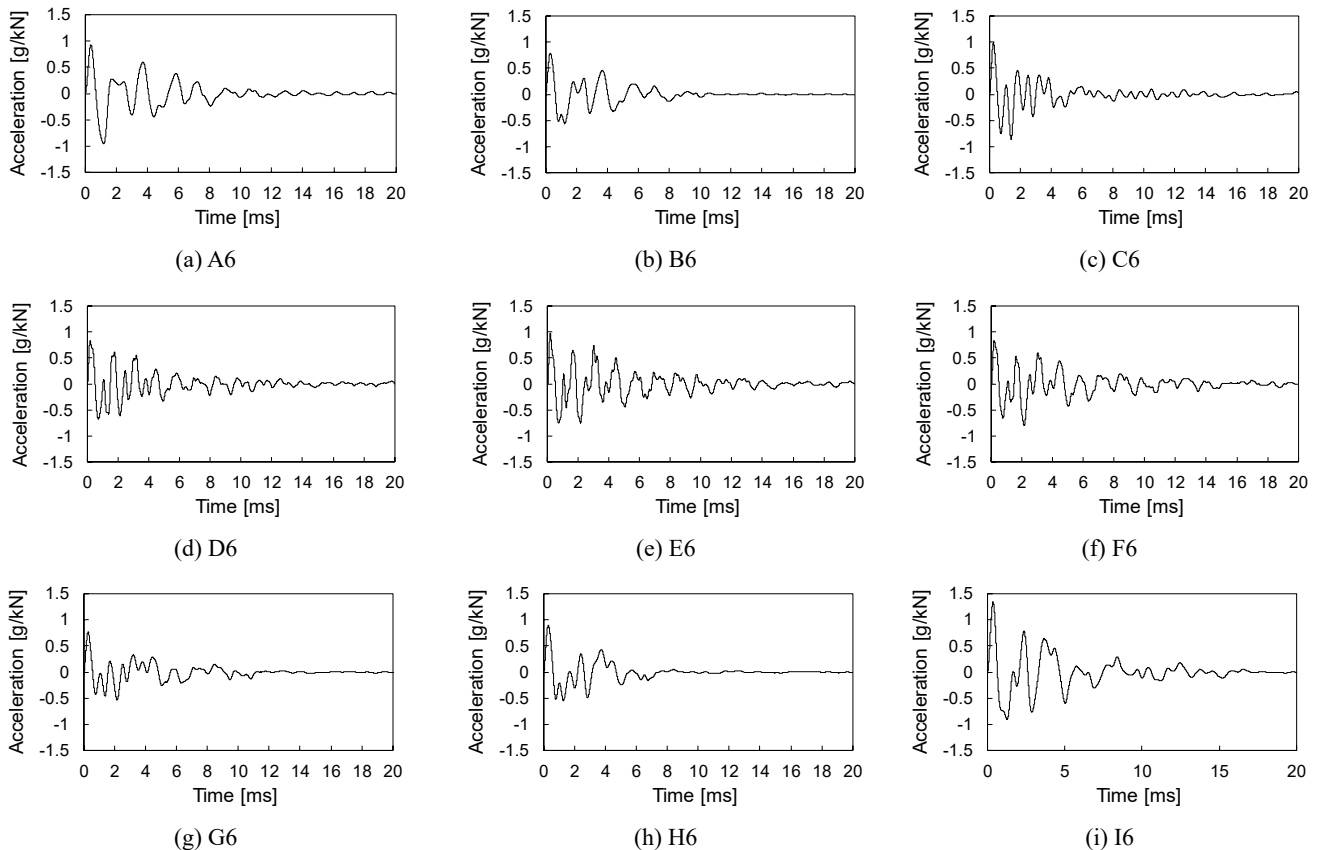 Acceleration [g/kN]
1.5
1
0.5
0
-0.5
-1
-1.5
0 2 4 6 8 10 12 14 16 18 20
Time [ms]
(a) A6
Acceleration [g/kN]
1.5
1
0.5
0
-0.5
-1
-1.5
0 2 4 6 8 10 12 14 16 18 20
Time [ms]
(b) B6
Acceleration [g/kN]
1.5
1
0.5
0
-0.5
-1
-1.5
0 2 4 6 8 10 12 14 16 18 20
Time [ms]
(c) C6
Acceleration [g/kN]
1.5
1
0.5
0
-0.5
-1
-1.5
0 2 4 6 8 10 12 14 16 18 20
Time [ms]
(d) D6
Acceleration [g/kN]
1.5
1
0.5
0
-0.5
-1
-1.5
0 2 4 6 8 10 12 14 16 18 20
Time [ms]
(e) E6
Acceleration [g/kN]
1.5
1
0.5
0
-0.5
-1
-1.5
0 2 4 6 8 10 12 14 16 18 20
Time [ms]
(f) F6
Acceleration [g/kN]
1.5
1
0.5
0
-0.5
-1
-1.5
0 2 4 6 8 10 12 14 16 18 20
Time [ms]
(g) G6
Acceleration [g/kN]
1.5
1
0.5
0
-0.5
-1
-1.5
0 2 4 6 8 10 12 14 16 18 20
Time [ms]
(h) H6
Acceleration [g/kN]
1.5
1
0.5
0
-0.5
-1
-1.5
0 5 10 15 20
Time [ms]
(i) I6